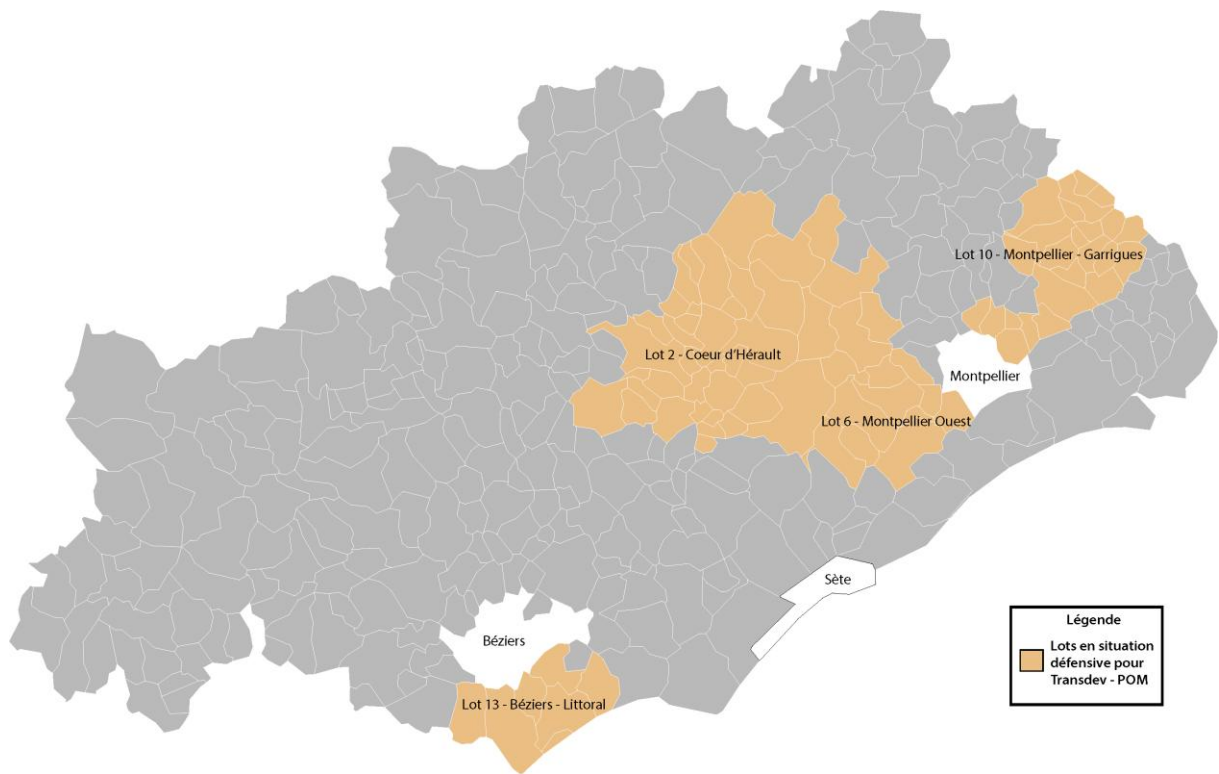 Lot 10 - Montpellier - Garrigues
Lot 2 - Coeur d'Hérault
Montpellier
Lot 6 - Montpellier Ouest
Sète
Béziers
Lot 13 - Béziers - Littoral
Légende
Lots en situation
défensive pour
Transdev - POM